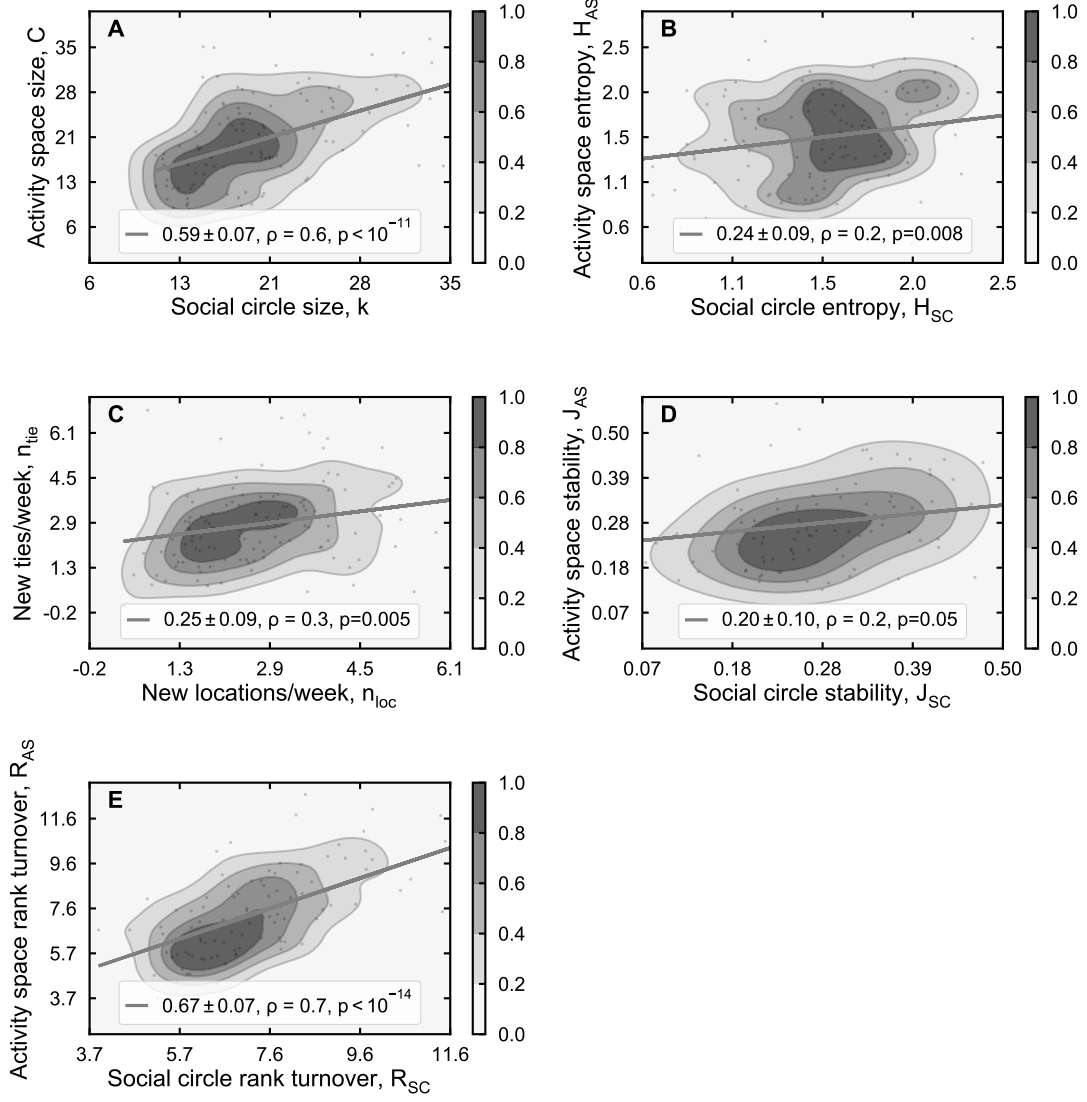 A
Activity space size, C
35
28
21
13
6
0.59 ± 0.07, ρ = 0.6, p < 10⁻¹¹
6 13 21 28 35
Social circle size, k
1.0
0.8
0.6
0.4
0.2
0.0
B
Activity space entropy, H_AS
2.5
2.0
1.5
1.1
0.6
0.24 ± 0.09, ρ = 0.2, p=0.008
0.6 1.1 1.5 2.0 2.5
Social circle entropy, H_SC
1.0
0.8
0.6
0.4
0.2
0.0
C
New ties/week, n_tie
6.1
4.5
2.9
1.3
-0.2
0.25 ± 0.09, ρ = 0.3, p=0.005
-0.2 1.3 2.9 4.5 6.1
New locations/week, n_loc
1.0
0.8
0.6
0.4
0.2
0.0
D
Activity space stability, J_AS
0.50
0.39
0.28
0.18
0.07
0.20 ± 0.10, ρ = 0.2, p=0.05
0.07 0.18 0.28 0.39 0.50
Social circle stability, J_SC
1.0
0.8
0.6
0.4
0.2
0.0
E
Activity space rank turnover, R_AS
11.6
9.6
7.6
5.7
3.7
0.67 ± 0.07, ρ = 0.7, p < 10⁻¹⁴
3.7 5.7 7.6 9.6 11.6
Social circle rank turnover, R_SC
1.0
0.8
0.6
0.4
0.2
0.0